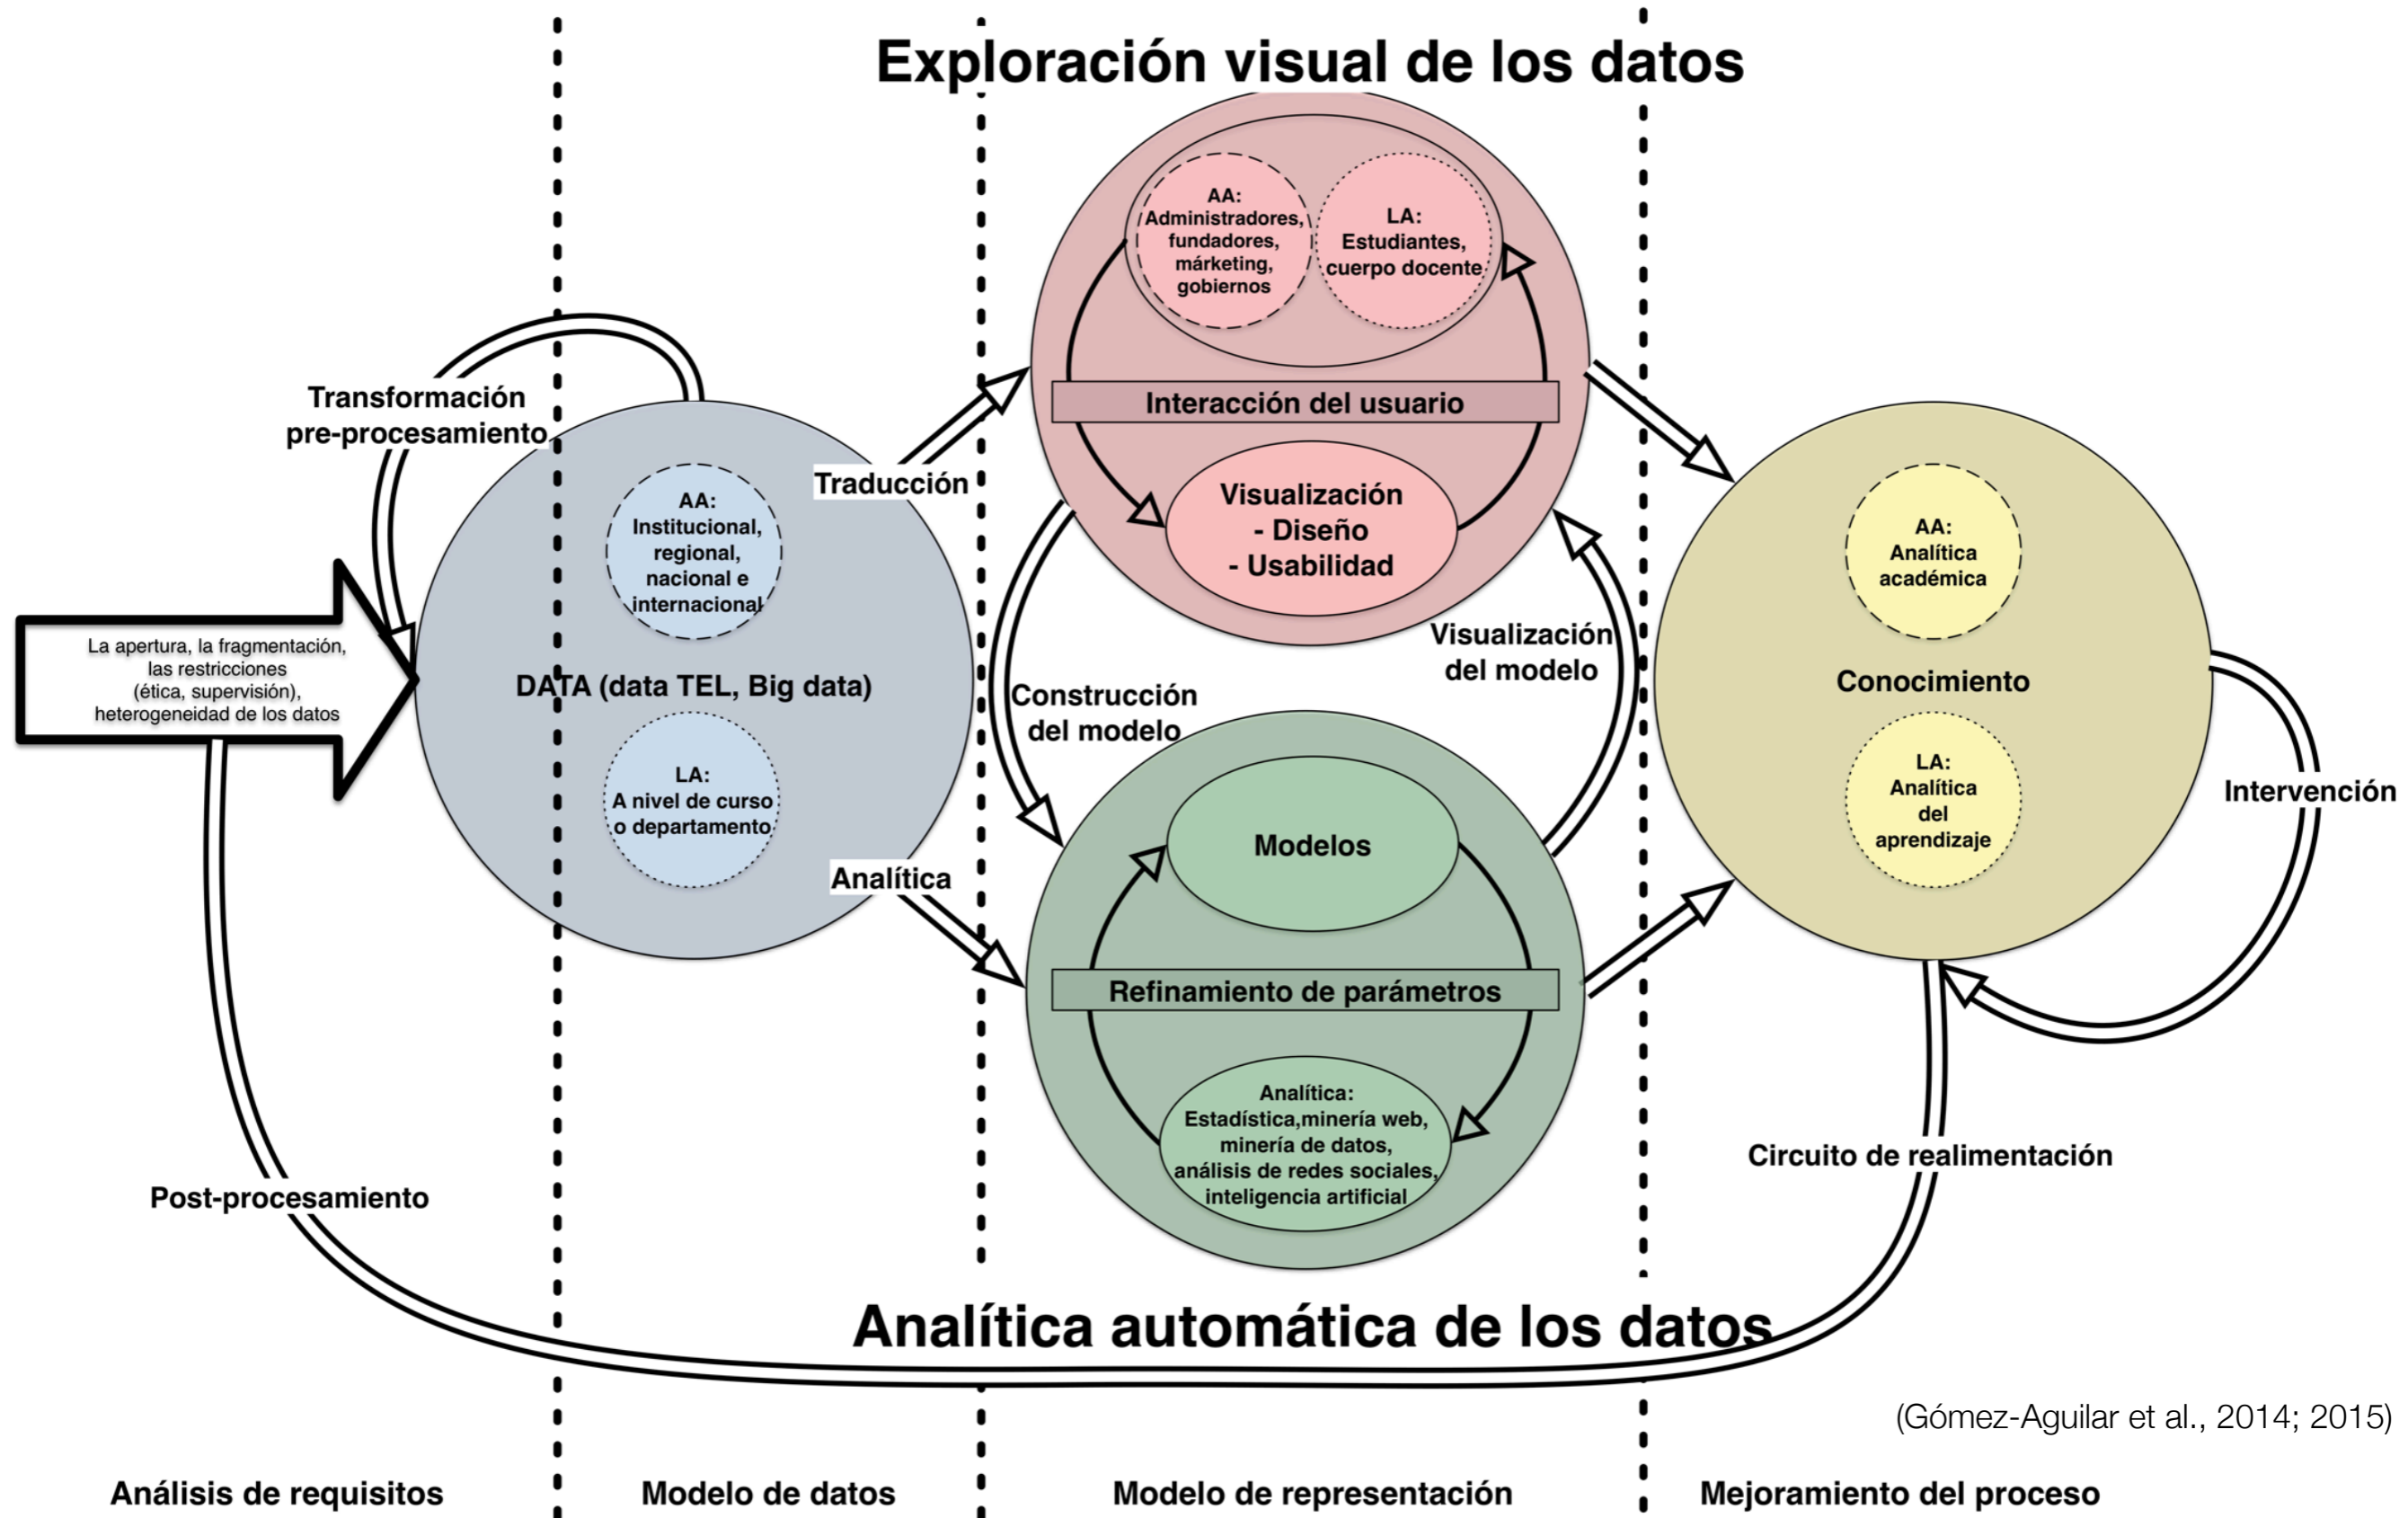 Exploración visual de los datos
AA:
Administradores,
fundadores,
márketing,
gobiernos
LA:
Estudiantes,
cuerpo docente
Interacción del usuario
Visualización
- Diseño
- Usabilidad
Transformación
pre-procesamiento
Traducción
AA:
Institucional,
regional,
nacional e
internacional
DATA (data TEL, Big data)
LA:
A nivel de curso
o departamento
La apertura, la fragmentación,
las restricciones
(ética, supervisión),
heterogeneidad de los datos
Analítica
Construcción
del modelo
Visualización
del modelo
Modelos
Refinamiento de parámetros
Analítica:
Estadística,minería web,
minería de datos,
análisis de redes sociales,
inteligencia artificial
AA:
Analítica
académica
Conocimiento
LA:
Analítica
del
aprendizaje
Intervención
Circuito de realimentación
Post-procesamiento
Analítica automática de los datos
(Gómez-Aguilar et al., 2014; 2015)
Análisis de requisitos
Modelo de datos
Modelo de representación
Mejoramiento del proceso